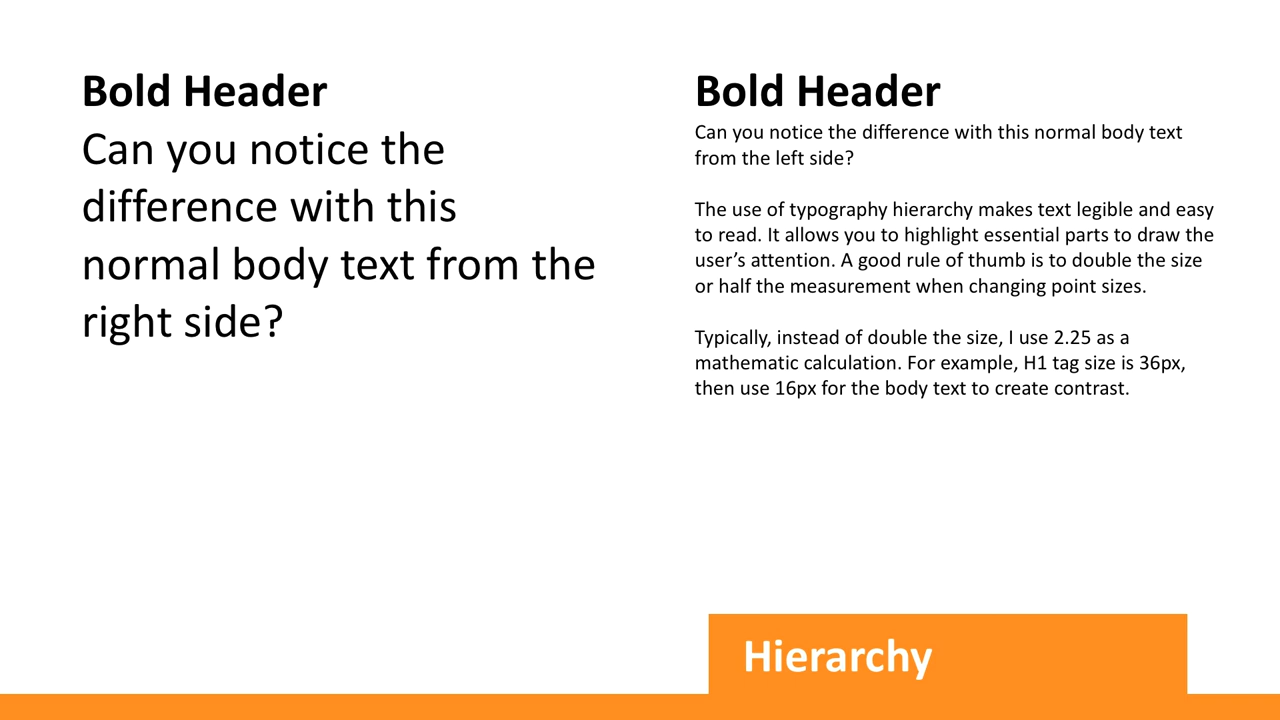 Bold Header
Can you notice the
difference with this
normal body text from the
right side?
Bold Header
Can you notice the difference with this normal body text
from the left side?
The use of typography hierarchy makes text legible and easy
to read. It allows you to highlight essential parts to draw the
user’s attention. A good rule of thumb is to double the size
or half the measurement when changing point sizes.
Typically, instead of double the size, I use 2.25 as a
mathematic calculation. For example, H1 tag size is 36px,
then use 16px for the body text to create contrast.
Hierarchy